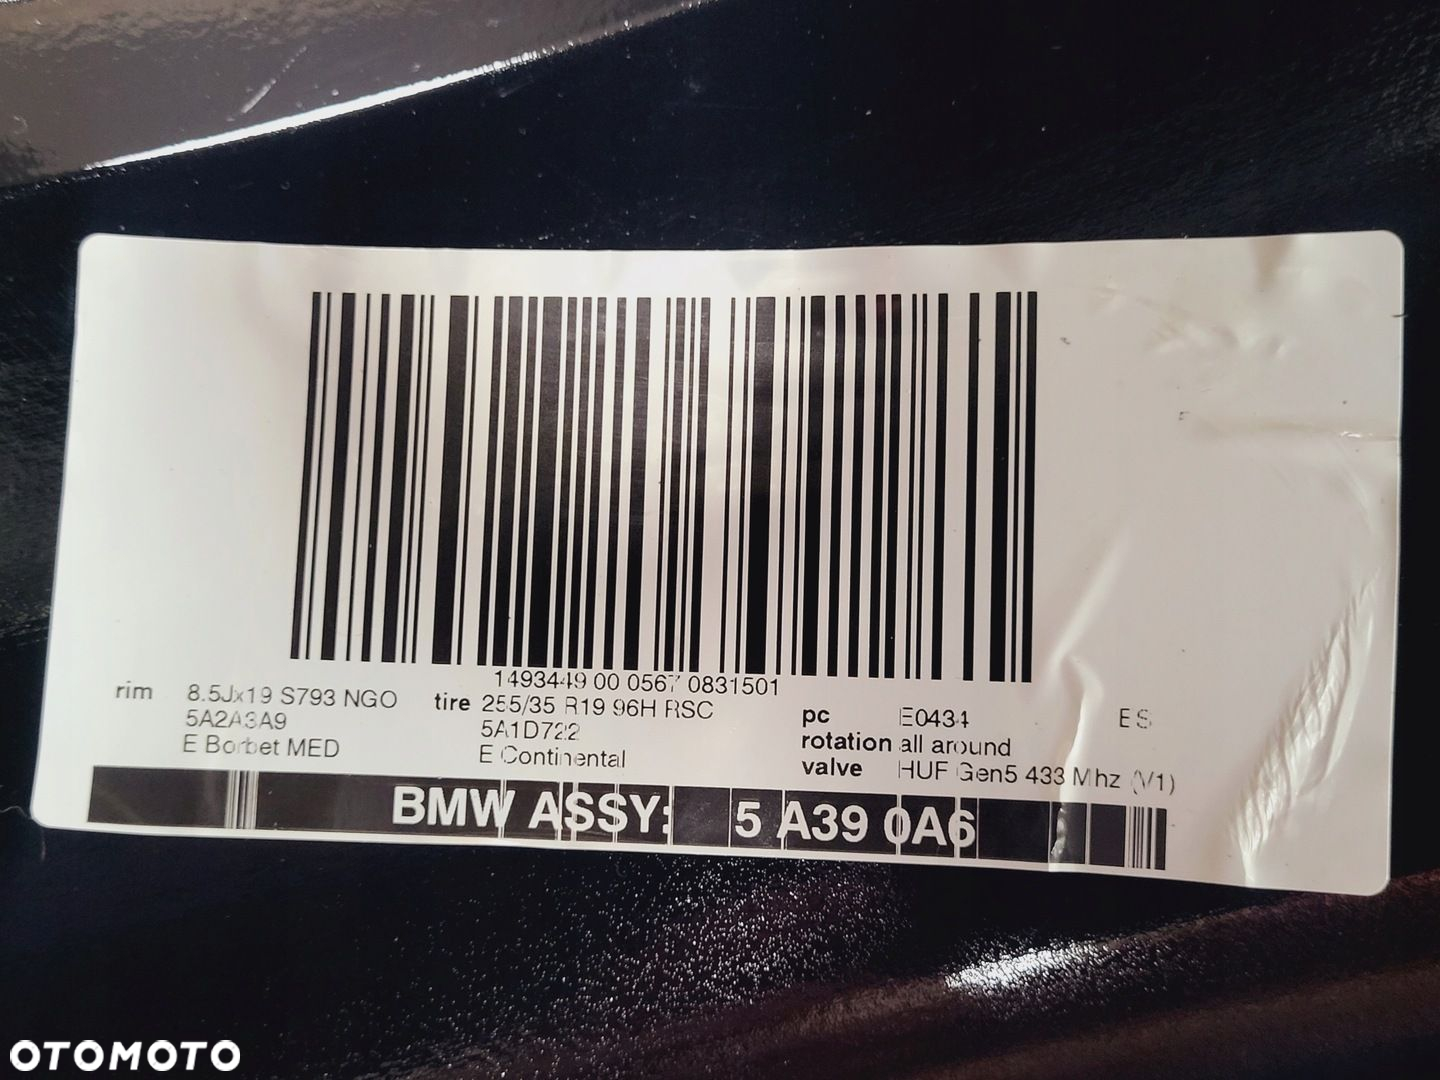 1493449 00 0567 0831501
rim 8.5Jx19 S793 NGO
5A2A3A9
E Borbet MED
tire 255/35 R19 96H RSC
5A1D722
E Continental
pc E0434 ES
rotation all around
valve HUF Gen5 433 Mhz (V1)
BMW ASSY: 5 A39 0A6
OTOMOTO